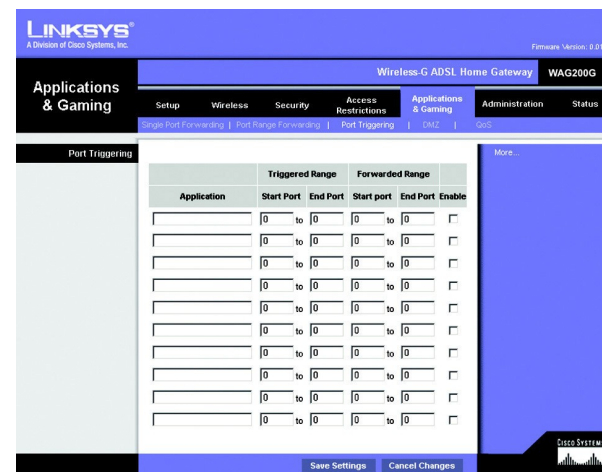 LINKSYS®
A Division of Cisco Systems, Inc.
Firmware Version: 0.01
Wireless-G ADSL Home Gateway WAG200G
Applications & Gaming
Setup Wireless Security Access Restrictions Applications & Gaming Administration Status
Single Port Forwarding | Port Range Forwarding | Port Triggering | DMZ | QoS
Port Triggering
More...
Triggered Range Forwarded Range
Application Start Port End Port Start port End Port Enable
0 to 0 0 to 0
0 to 0 0 to 0
0 to 0 0 to 0
0 to 0 0 to 0
0 to 0 0 to 0
0 to 0 0 to 0
0 to 0 0 to 0
0 to 0 0 to 0
0 to 0 0 to 0
0 to 0 0 to 0
CISCO SYSTEM
Save Settings Cancel Changes